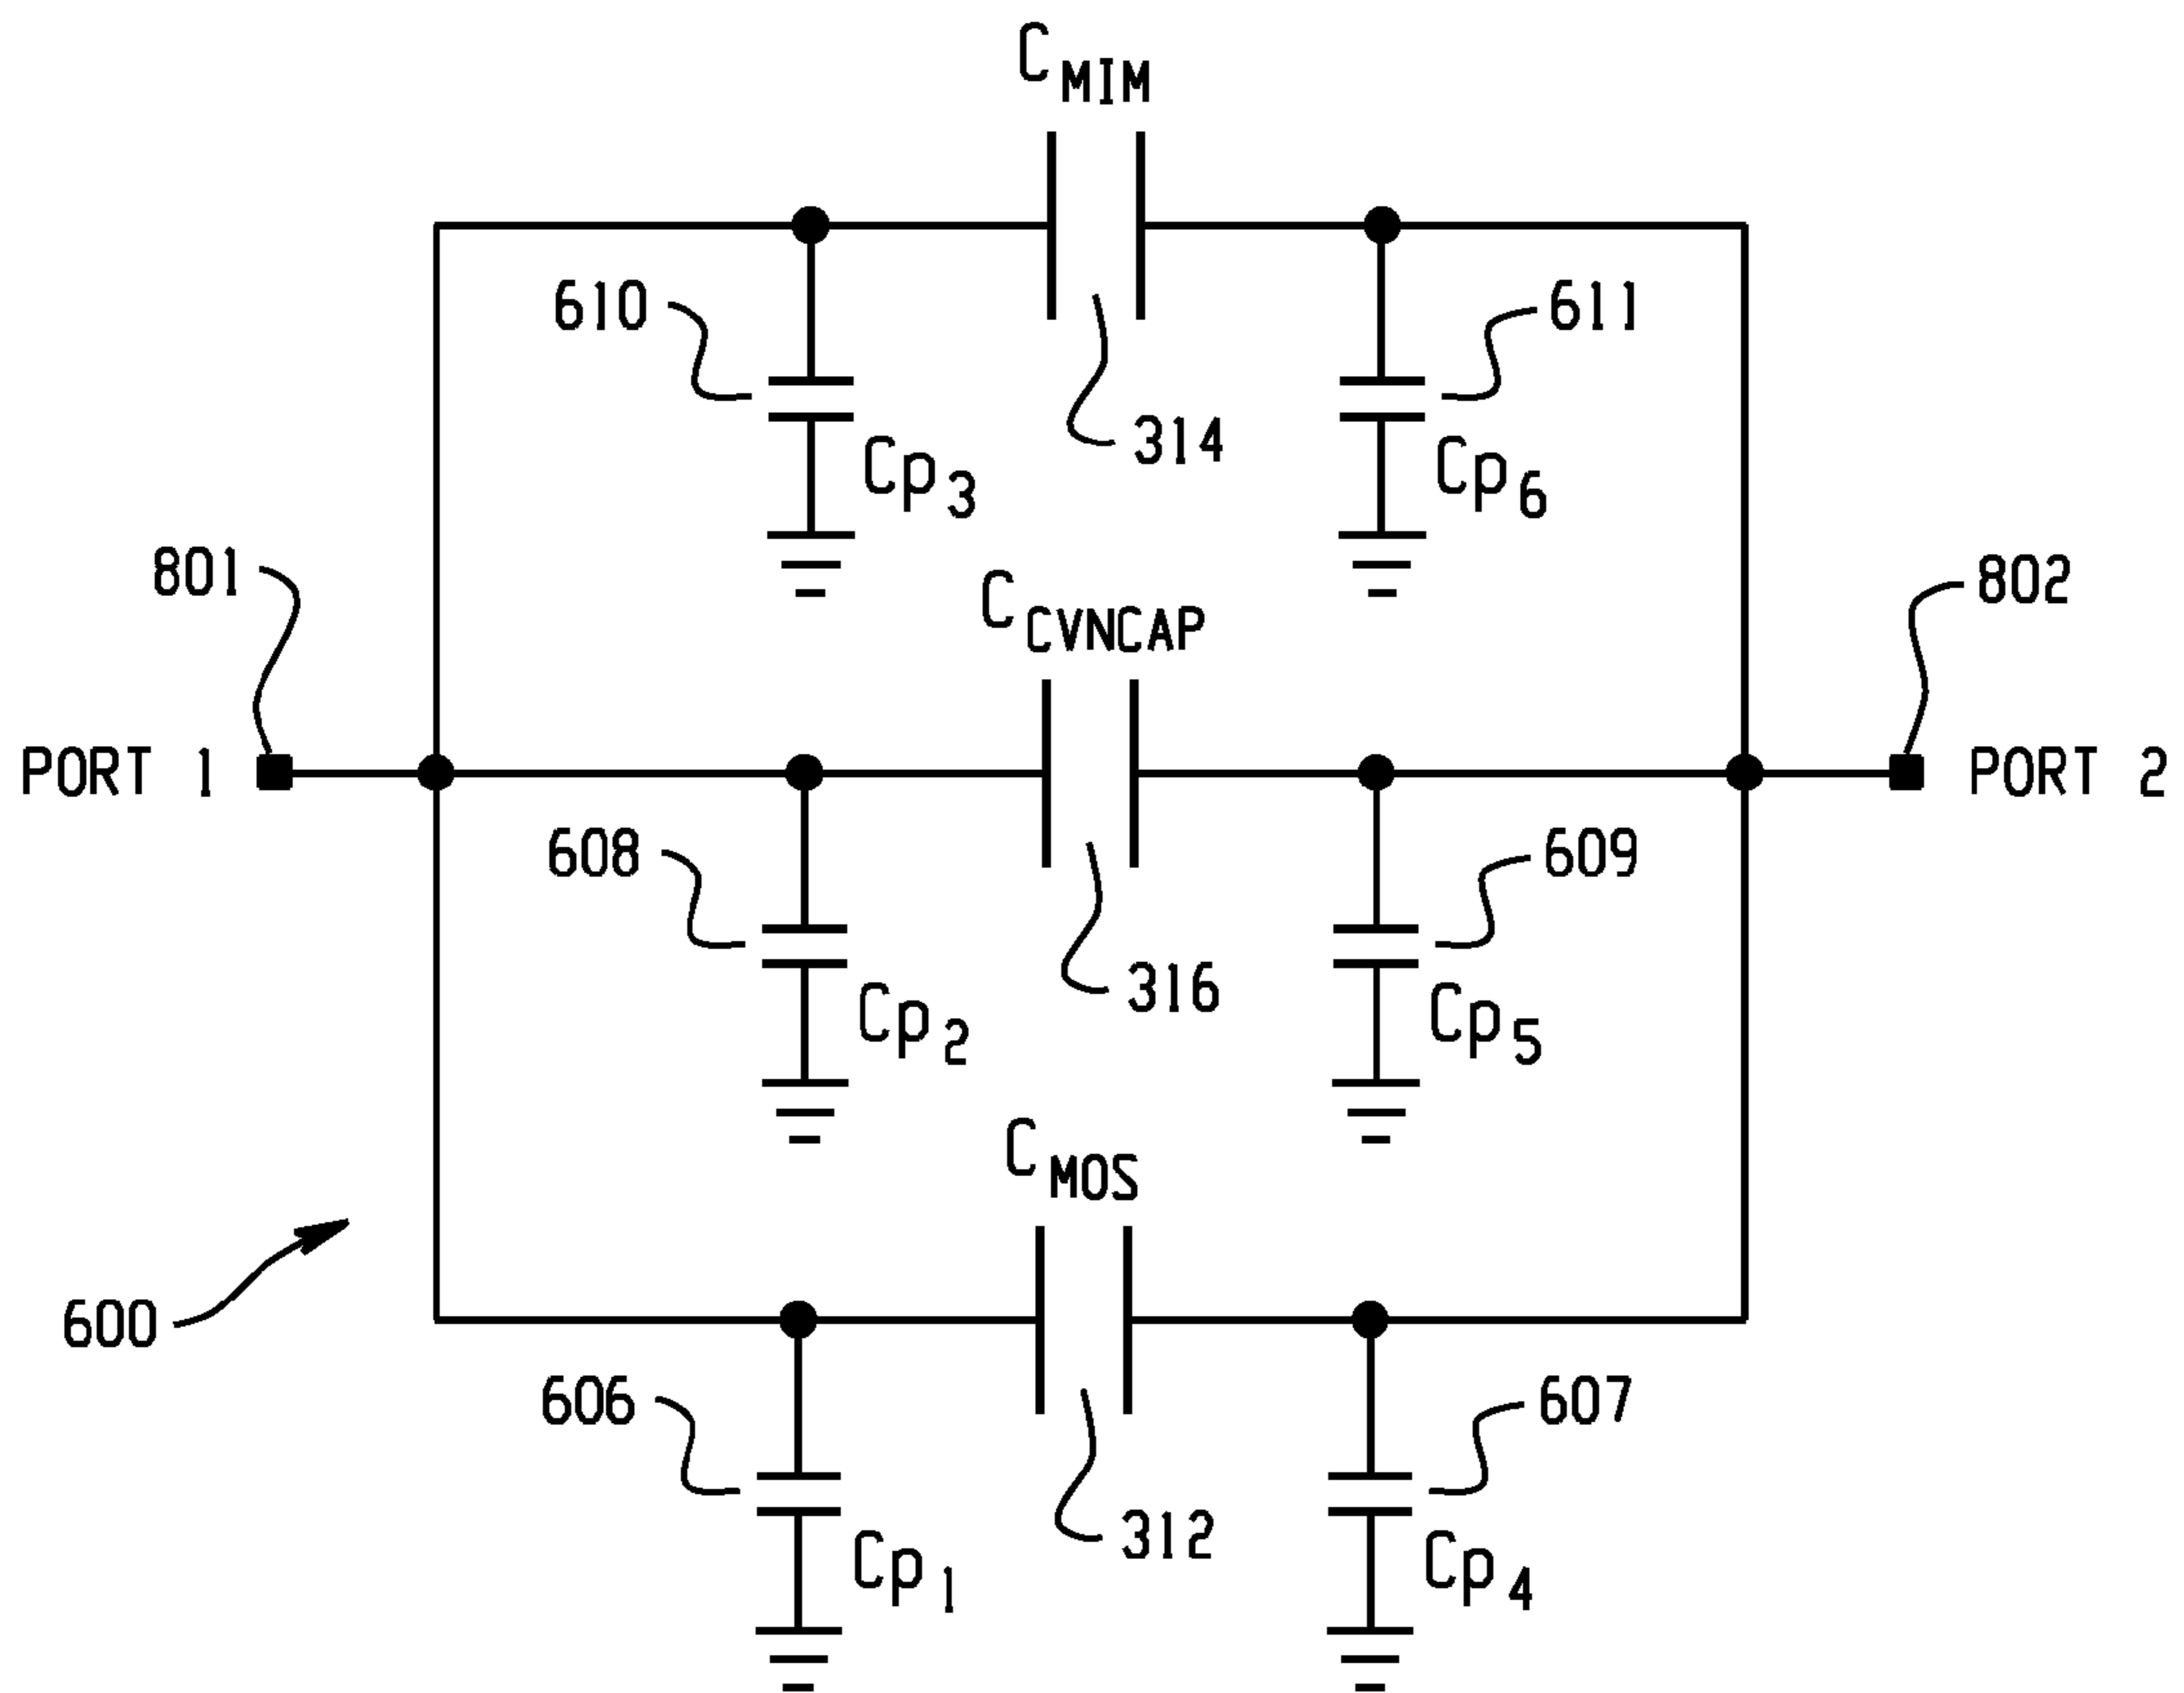 C MIM
610
611
314
Cp 3
Cp 6
801
802
C CVNCAP
PORT 1
PORT 2
608
609
316
Cp 2
Cp 5
C MOS
600
606
607
312
Cp 1
Cp 4